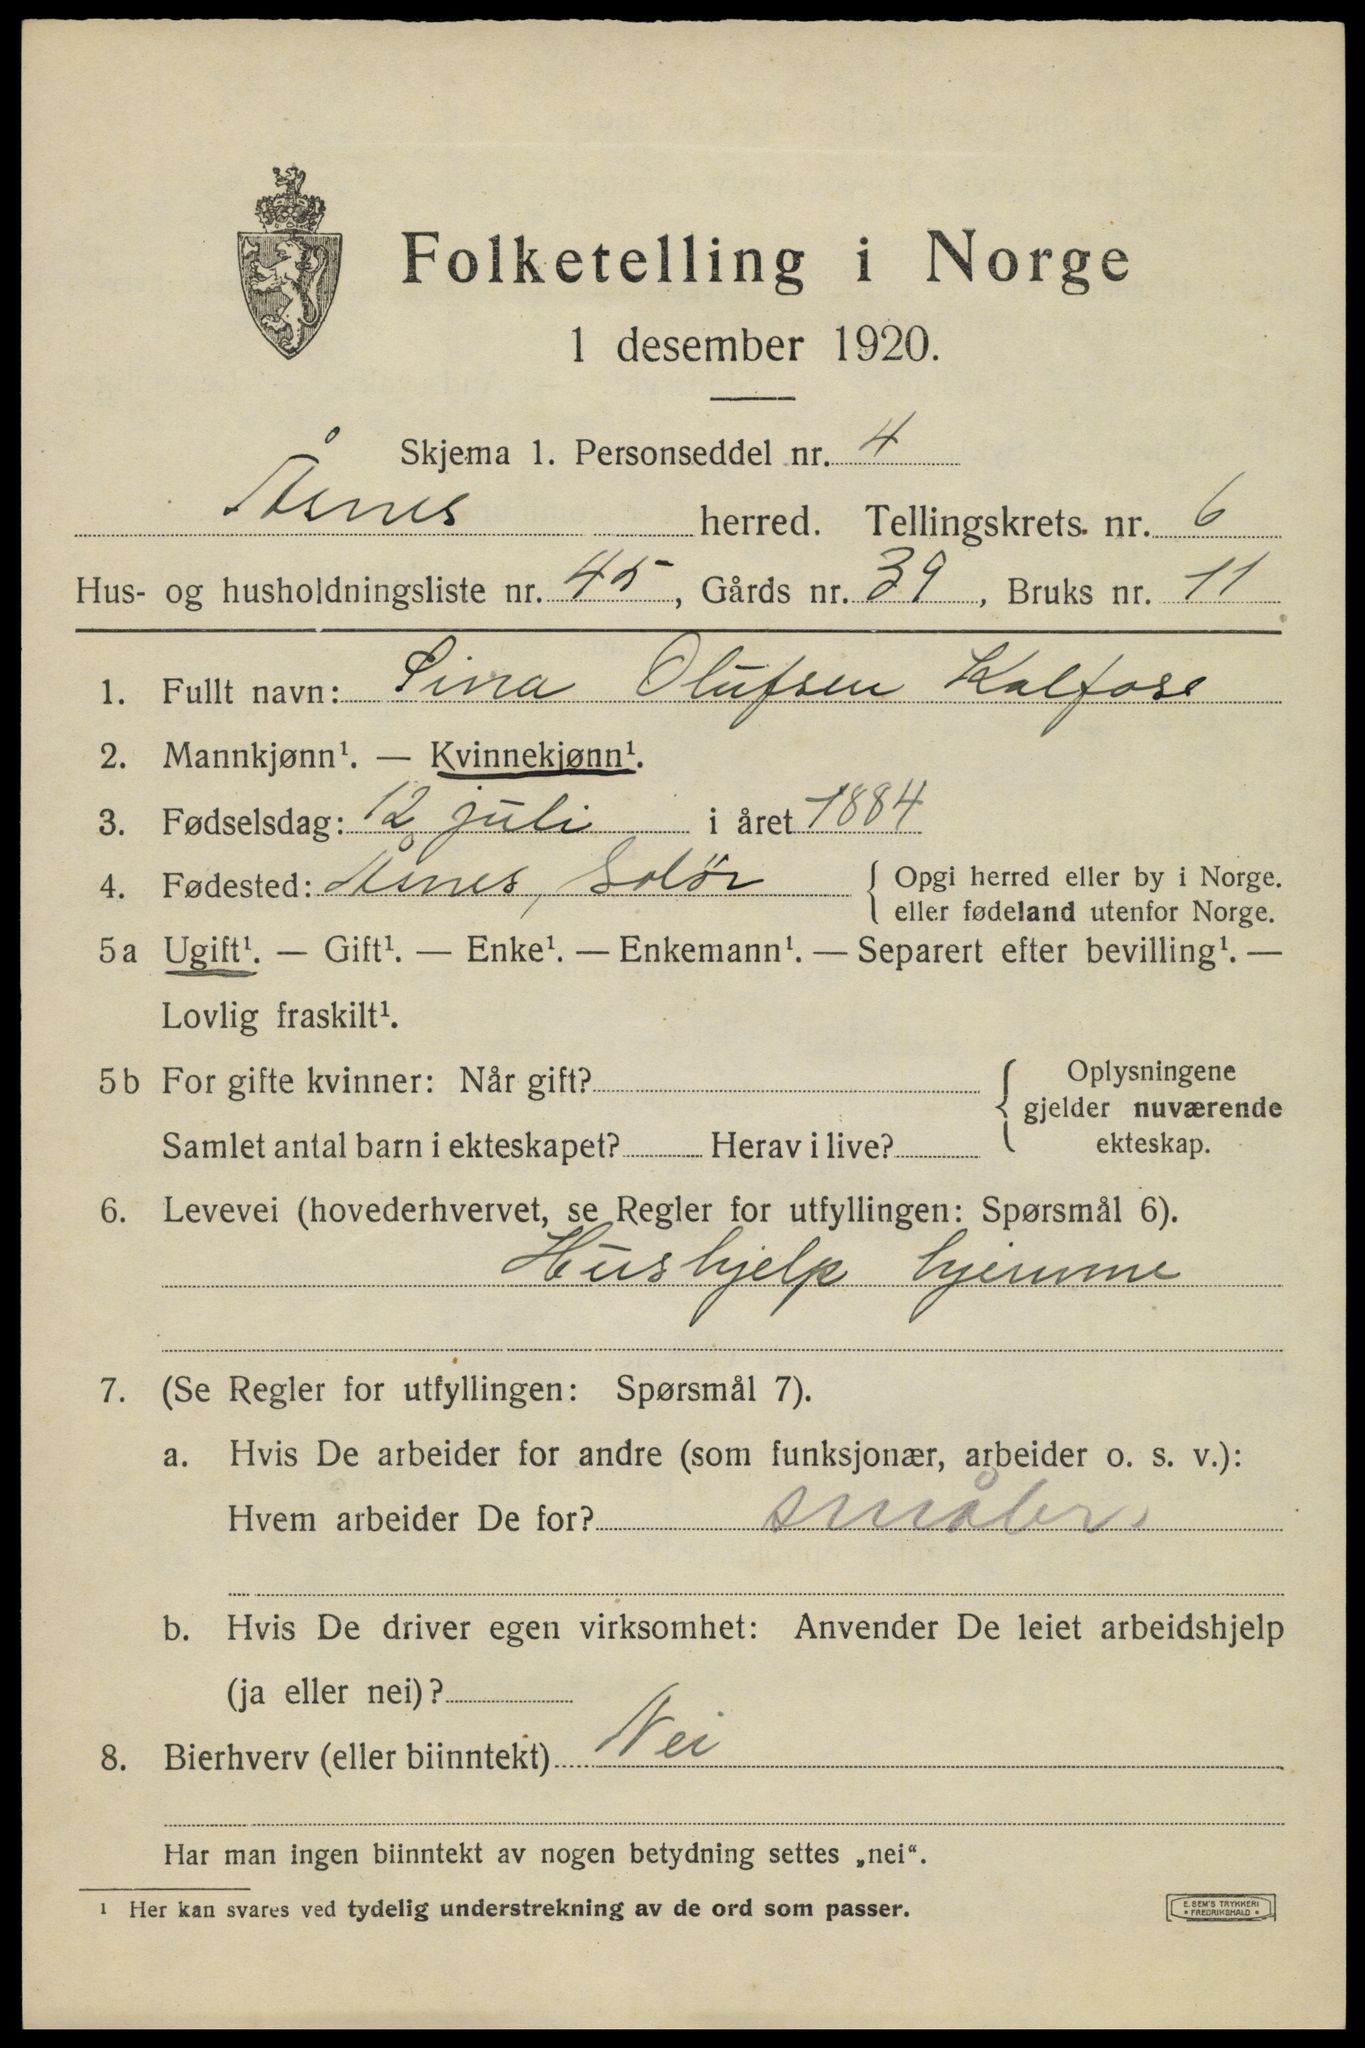 Folketelling i Norge
1 desember 1920.
Skjema 1. Personseddel nr. 4
Åsnes herred. Tellingskrets nr. 6
Hus- og husholdningsliste nr. 45, Gårds nr. 39, Bruks nr. 11
1. Fullt navn: Sina Olufsen Kalfoss
2. Mannkjønn¹. — Kvinnekjønn¹.
3. Fødselsdag: 12 juli i året 1884
4. Fødested: Åsnes, Solør { Opgi herred eller by i Norge.
eller fødeland utenfor Norge.
5a Ugift¹. — Gift¹. — Enke¹. — Enkemann¹. — Separert efter bevilling¹. —
Lovlig fraskilt¹.
5b For gifte kvinner: Når gift? { Oplysningene
gjelder nuværende
Samlet antal barn i ekteskapet? Herav i live? ekteskap.
6. Levevei (hovederhvervet, se Regler for utfyllingen: Spørsmål 6).
Hushjelp hjemme
7. (Se Regler for utfyllingen: Spørsmål 7).
a. Hvis De arbeider for andre (som funksjonær, arbeider o. s. v.):
Hvem arbeider De for? småbr.
b. Hvis De driver egen virksomhet: Anvender De leiet arbeidshjelp
(ja eller nei)?
8. Bierhverv (eller biinntekt) Nei
Har man ingen biinntekt av nogen betydning settes „nei“.
¹ Her kan svares ved tydelig understrekning av de ord som passer.
E. SEM'S TRYKKERI
• FREDRIKSHALD •